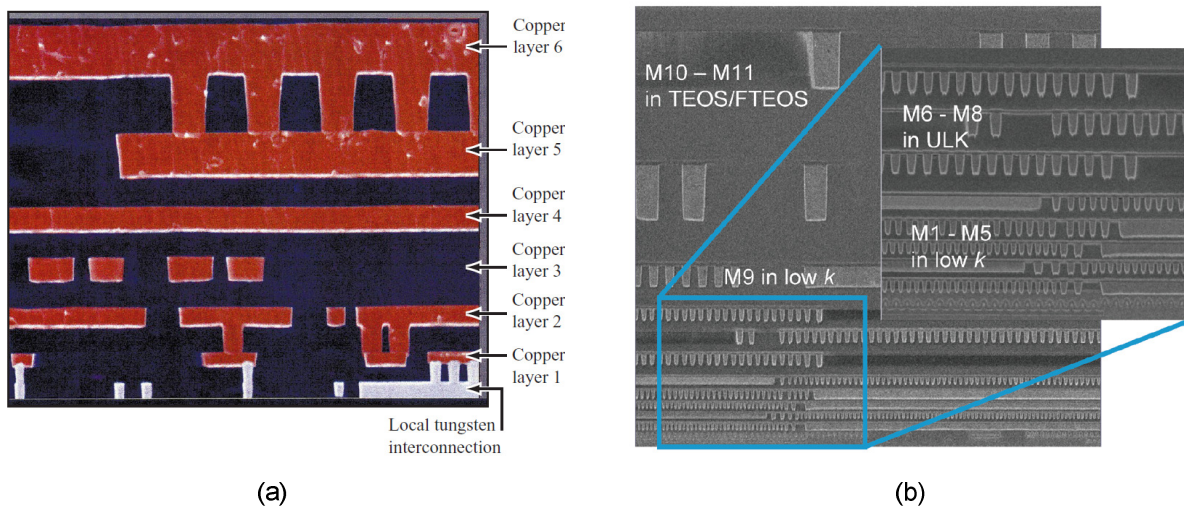 Copper
layer 6
Copper
layer 5
Copper
layer 4
Copper
layer 3
Copper
layer 2
Copper
layer 1
Local tungsten
interconnection
(a)
M10 – M11
in TEOS/FTEOS
M6 - M8
in ULK
M1 - M5
in low k
M9 in low k
(b)